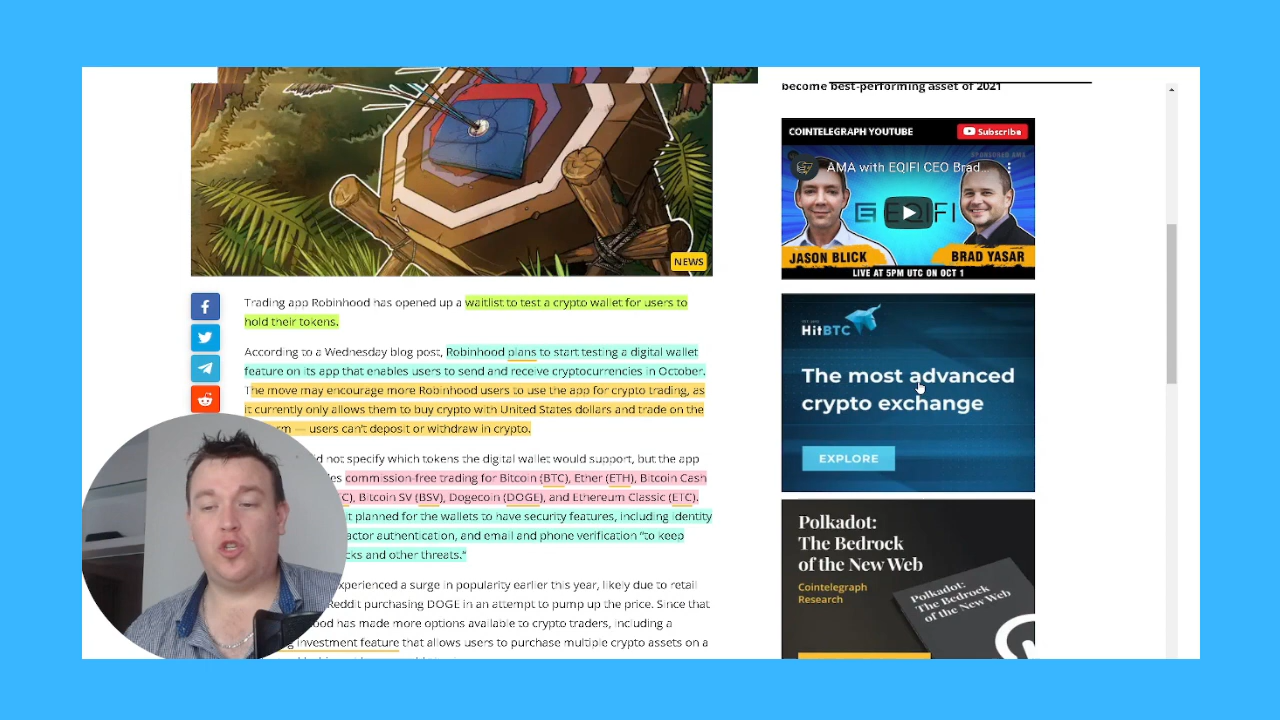 become best-performing asset of 2021
COINTELEGRAPH YOUTUBE
Subscribe
SPONSORED AMA
AMA with EQIFI CEO Brad
EQIFI
JASON BLICK
BRAD YASAR
LIVE AT 5PM UTC ON OCT 1
NEWS
Trading app Robinhood has opened up a waitlist to test a crypto wallet for users to
hold their tokens.
According to a Wednesday blog post, Robinhood plans to start testing a digital wallet
feature on its app that enables users to send and receive cryptocurrencies in October.
The move may encourage more Robinhood users to use the app for crypto trading, as
it currently only allows them to buy crypto with United States dollars and trade on the
— users can't deposit or withdraw in crypto.
not specify which tokens the digital wallet would support, but the app
commission-free trading for Bitcoin (BTC), Ether (ETH), Bitcoin Cash
Bitcoin SV (BSV), Dogecoin (DOGE), and Ethereum Classic (ETC).
planned for the wallets to have security features, including identity
authentication, and email and phone verification "to keep
and other threats."
experienced a surge in popularity earlier this year, likely due to retail
Reddit purchasing DOGE in an attempt to pump up the price. Since that
has made more options available to crypto traders, including a
investment feature that allows users to purchase multiple crypto assets on a
HitBTC
The most advanced
crypto exchange
EXPLORE
Polkadot:
The Bedrock
of the New Web
Cointelegraph
Research
Polkadot:
The Bedrock
of the New Web